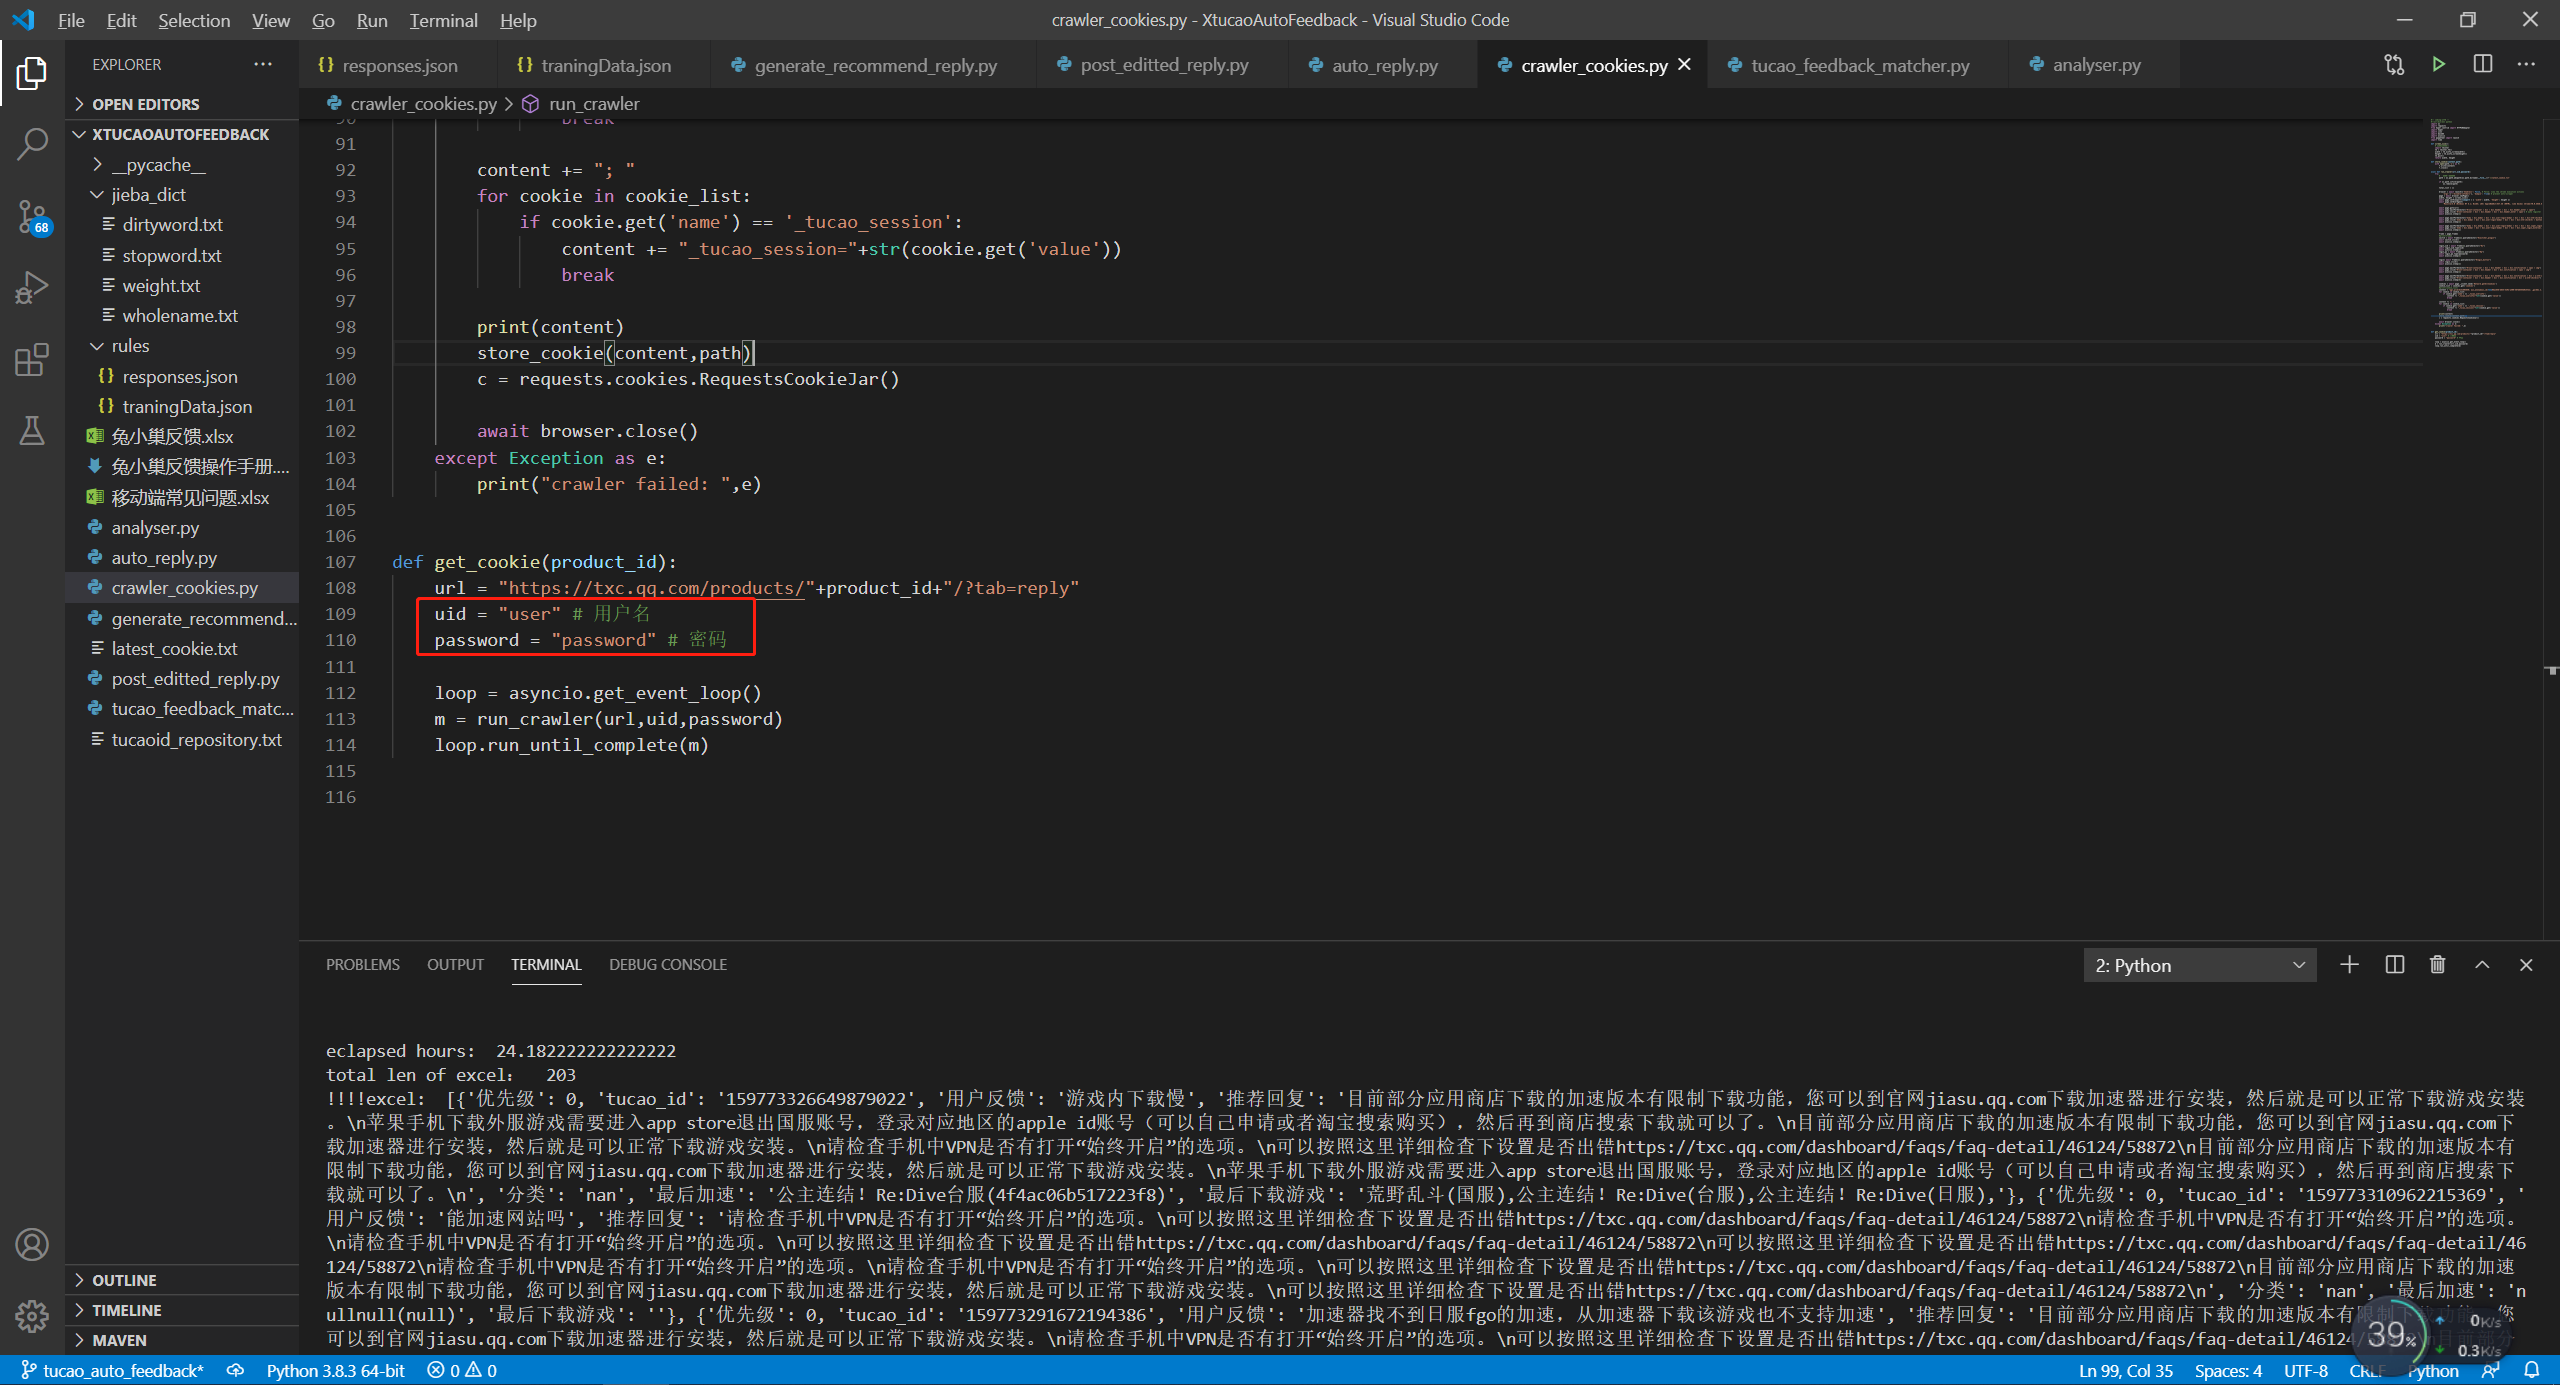 File Edit Selection View Go Run Terminal Help
crawler_cookies.py - XtucaoAutoFeedback - Visual Studio Code
EXPLORER
OPEN EDITORS
XTUCAOAUTOFEEDBACK
__pycache__
jieba_dict
dirtyword.txt
stopword.txt
weight.txt
wholename.txt
rules
responses.json
traningData.json
兔小巢反馈.xlsx
兔小巢反馈操作手册....
移动端常见问题.xlsx
analyser.py
auto_reply.py
crawler_cookies.py
generate_recommend...
latest_cookie.txt
post_editted_reply.py
tucao_feedback_matc...
tucaoid_repository.txt
OUTLINE
TIMELINE
MAVEN
68
responses.json traningData.json generate_recommend_reply.py post_editted_reply.py auto_reply.py crawler_cookies.py tucao_feedback_matcher.py analyser.py
crawler_cookies.py > run_crawler
90 break
91
92 content += "; "
93 for cookie in cookie_list:
94 if cookie.get('name') == '_tucao_session':
95 content += "_tucao_session="+str(cookie.get('value'))
96 break
97
98 print(content)
99 store_cookie(content,path)
100 c = requests.cookies.RequestsCookieJar()
101
102 await browser.close()
103 except Exception as e:
104 print("crawler failed: ",e)
105
106
107 def get_cookie(product_id):
108 url = "https://txc.qq.com/products/"+product_id+"/?tab=reply"
109 uid = "user" # 用户名
110 password = "password" # 密码
111
112 loop = asyncio.get_event_loop()
113 m = run_crawler(url,uid,password)
114 loop.run_until_complete(m)
115
116
PROBLEMS OUTPUT TERMINAL DEBUG CONSOLE
2: Python
eclapsed hours:  24.182222222222222
total len of excel:   203
!!!!excel:  [{'优先级': 0, 'tucao_id': '159773326649879022', '用户反馈': '游戏内下载慢', '推荐回复': '目前部分应用商店下载的加速版本有限制下载功能，您可以到官网jiasu.qq.com下载加速器进行安装，然后就是可以正常下载游戏安装
。\n苹果手机下载外服游戏需要进入app store退出国服账号，登录对应地区的apple id账号（可以自己申请或者淘宝搜索购买），然后再到商店搜索下载就可以了。\n目前部分应用商店下载的加速版本有限制下载功能，您可以到官网jiasu.qq.com下
载加速器进行安装，然后就是可以正常下载游戏安装。\n请检查手机中VPN是否有打开“始终开启”的选项。\n可以按照这里详细检查下设置是否出错https://txc.qq.com/dashboard/faqs/faq-detail/46124/58872\n目前部分应用商店下载的加速版本有
限制下载功能，您可以到官网jiasu.qq.com下载加速器进行安装，然后就是可以正常下载游戏安装。\n苹果手机下载外服游戏需要进入app store退出国服账号，登录对应地区的apple id账号（可以自己申请或者淘宝搜索购买），然后再到商店搜索下
载就可以了。\n', '分类': 'nan', '最后加速': '公主连结！Re:Dive台服(4f4ac06b517223f8)', '最后下载游戏': '荒野乱斗(国服),公主连结！Re:Dive(台服),公主连结！Re:Dive(日服),'}, {'优先级': 0, 'tucao_id': '159773310962215369', '
用户反馈': '能加速网站吗', '推荐回复': '请检查手机中VPN是否有打开“始终开启”的选项。\n可以按照这里详细检查下设置是否出错https://txc.qq.com/dashboard/faqs/faq-detail/46124/58872\n请检查手机中VPN是否有打开“始终开启”的选项。
\n请检查手机中VPN是否有打开“始终开启”的选项。\n可以按照这里详细检查下设置是否出错https://txc.qq.com/dashboard/faqs/faq-detail/46124/58872\n可以按照这里详细检查下设置是否出错https://txc.qq.com/dashboard/faqs/faq-detail/46
124/58872\n请检查手机中VPN是否有打开“始终开启”的选项。\n请检查手机中VPN是否有打开“始终开启”的选项。\n可以按照这里详细检查下设置是否出错https://txc.qq.com/dashboard/faqs/faq-detail/46124/58872\n目前部分应用商店下载的加速
版本有限制下载功能，您可以到官网jiasu.qq.com下载加速器进行安装，然后就是可以正常下载游戏安装。\n可以按照这里详细检查下设置是否出错https://txc.qq.com/dashboard/faqs/faq-detail/46124/58872\n', '分类': 'nan', '最后加速': 'n
ullnull(null)', '最后下载游戏': ''}, {'优先级': 0, 'tucao_id': '159773291672194386', '用户反馈': '加速器找不到日服fgo的加速，从加速器下载该游戏也不支持加速', '推荐回复': '目前部分应用商店下载的加速版本有限制下载功能，您
可以到官网jiasu.qq.com下载加速器进行安装，然后就是可以正常下载游戏安装。\n请检查手机中VPN是否有打开“始终开启”的选项。\n可以按照这里详细检查下设置是否出错https://txc.qq.com/dashboard/faqs/faq-detail/46124/ 目前部分
39%
0K/s
0.3K/s
tucao_auto_feedback* Python 3.8.3 64-bit 0 0 Ln 99, Col 35 Spaces: 4 UTF-8 CRLF Python